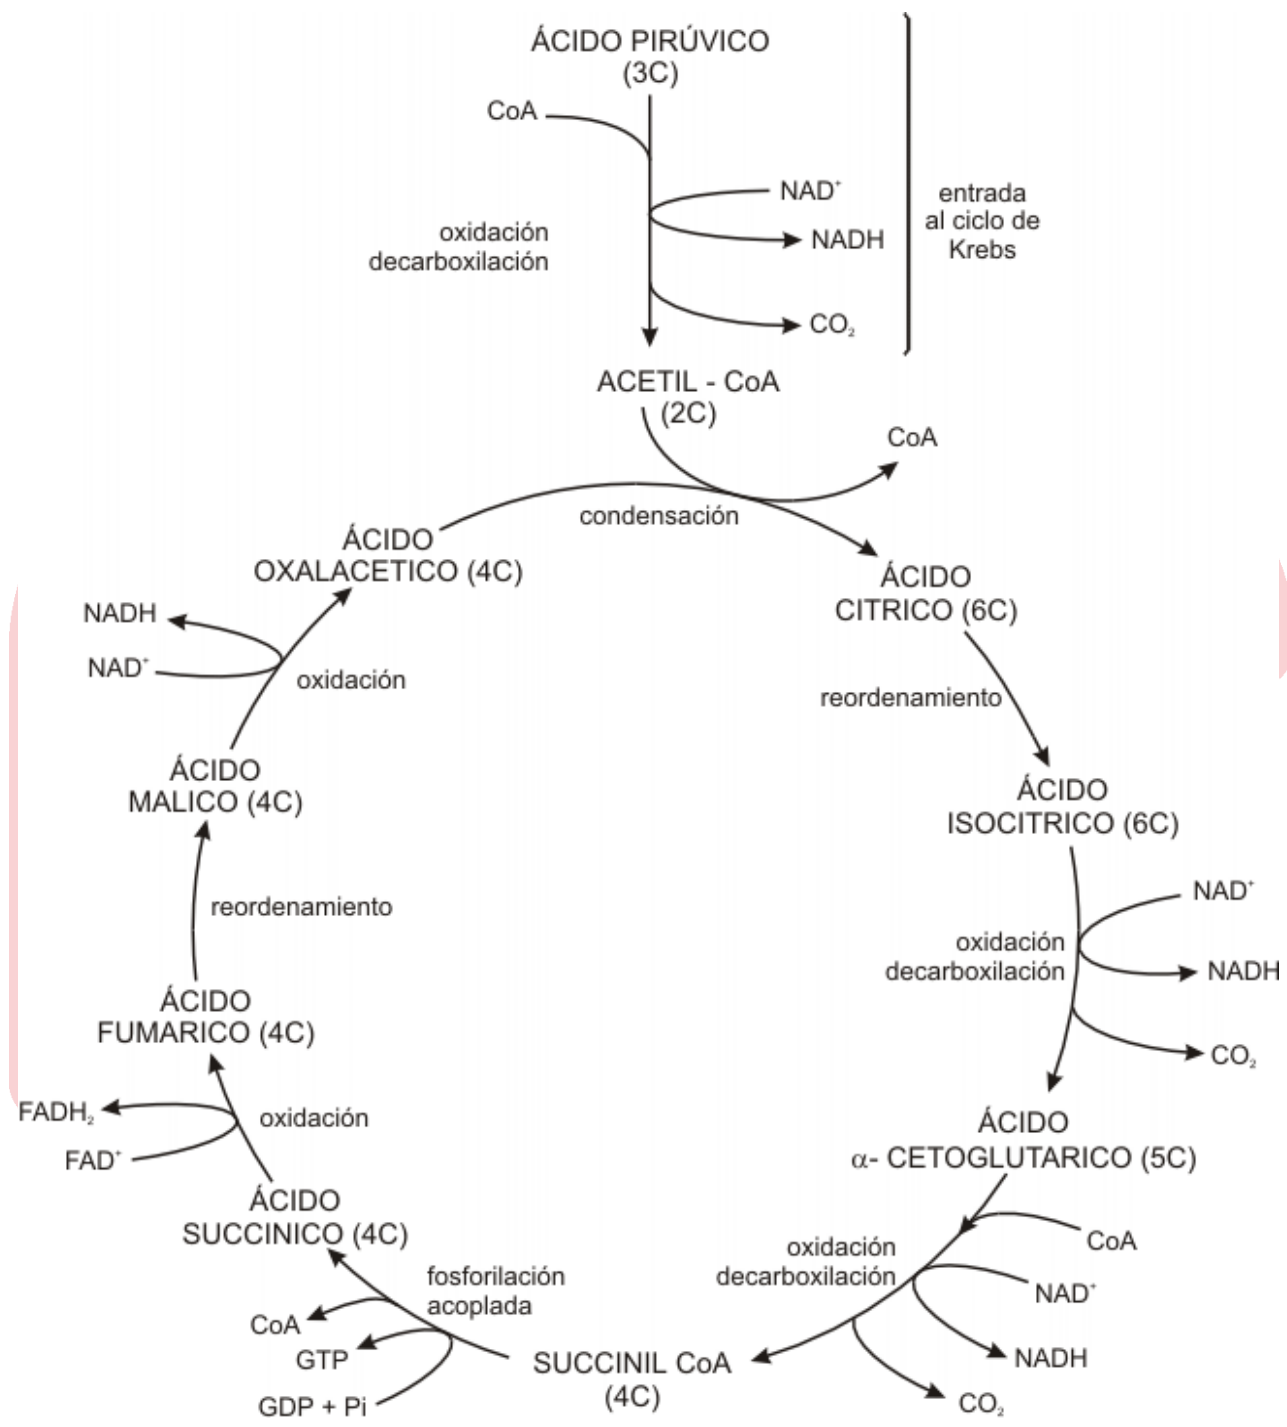 ÁCIDO PIRÚVICO
(3C)
CoA
NAD⁺
NADH
oxidación
decarboxilación
CO₂
entrada
al ciclo de
Krebs
ACETIL - CoA
(2C)
CoA
condensación
ÁCIDO
OXALACETICO (4C)
ÁCIDO
CITRICO (6C)
NADH
NAD⁺
oxidación
reordenamiento
ÁCIDO
MALICO (4C)
ÁCIDO
ISOCITRICO (6C)
reordenamiento
NAD⁺
oxidación
decarboxilación
NADH
CO₂
ÁCIDO
FUMARICO (4C)
FADH₂
oxidación
FAD⁺
ÁCIDO
α- CETOGLUTARICO (5C)
ÁCIDO
SUCCINICO (4C)
CoA
oxidación
decarboxilación
NAD⁺
NADH
CO₂
fosforilación
acoplada
CoA
GTP
GDP + Pi
SUCCINIL CoA
(4C)